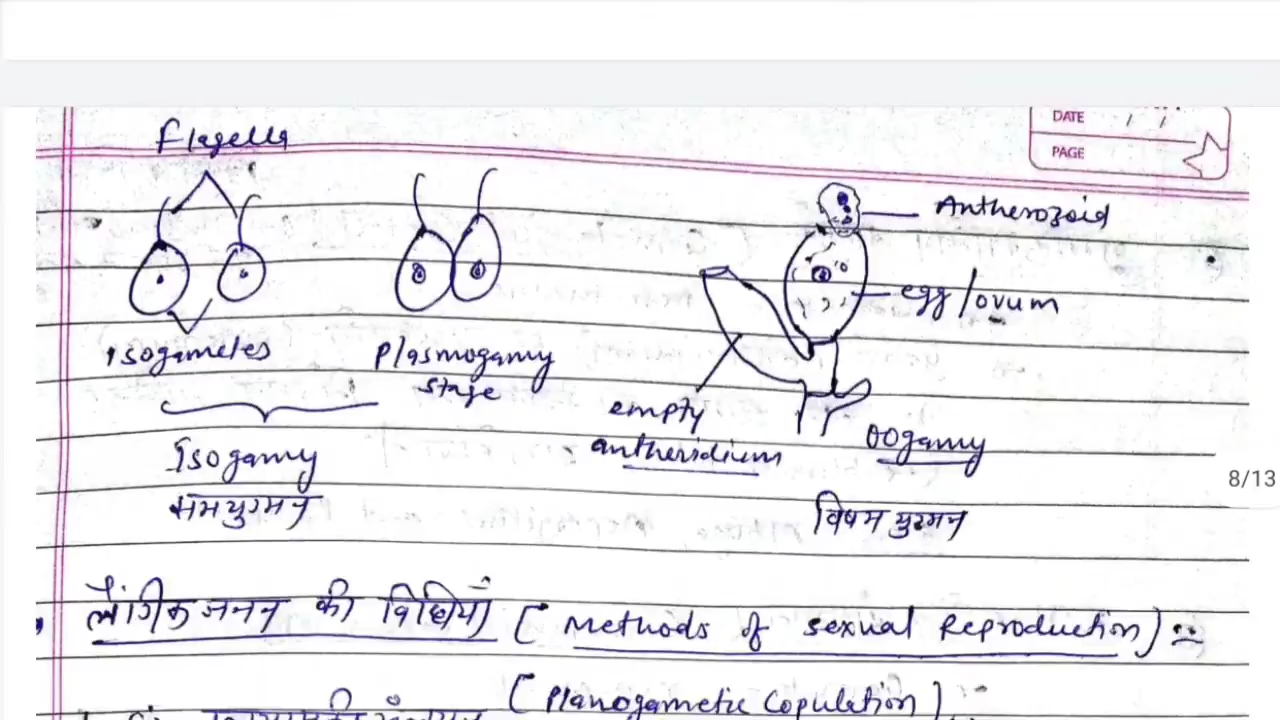 DATE / /
PAGE
Flagella
Antherozoid
egg/ovum
Isogametes
Plasmogamy
stage
empty
antheridium
oogamy
Isogamy
समयुग्मन
विषमयुग्मन
8/13
लैंगिक जनन की विधियाँ ( Methods of sexual Reproduction ) :-
( Planogametic Copulation ) :-